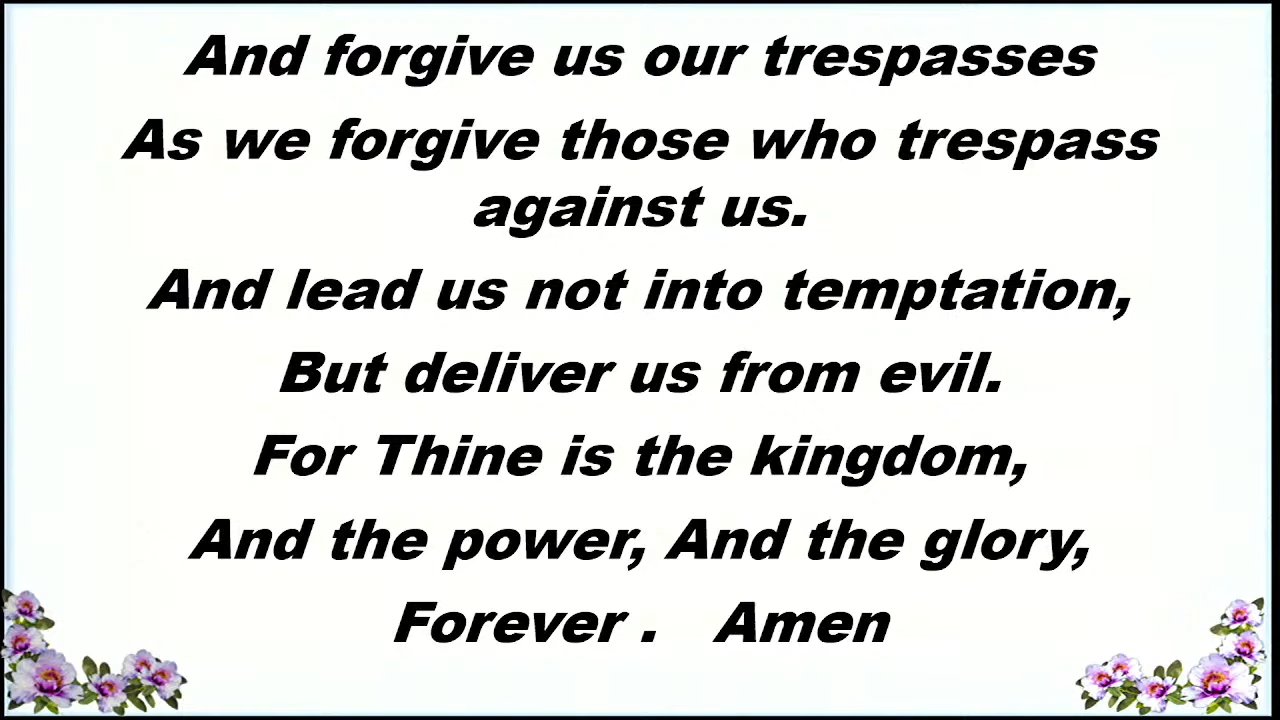 And forgive us our trespasses
As we forgive those who trespass
against us.
And lead us not into temptation,
But deliver us from evil.
For Thine is the kingdom,
And the power, And the glory,
Forever .   Amen